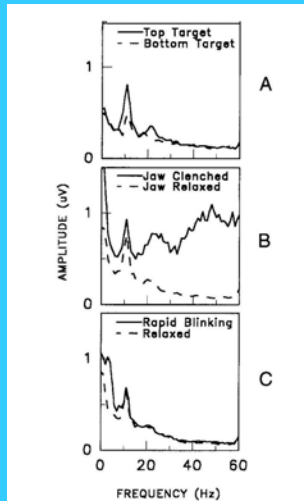 Top Target
Bottom Target
1
0
A
Jaw Clenched
Jaw Relaxed
1
0
B
AMPLITUDE (uV)
Rapid Blinking
Relaxed
1
0
C
0 20 40 60
FREQUENCY (Hz)